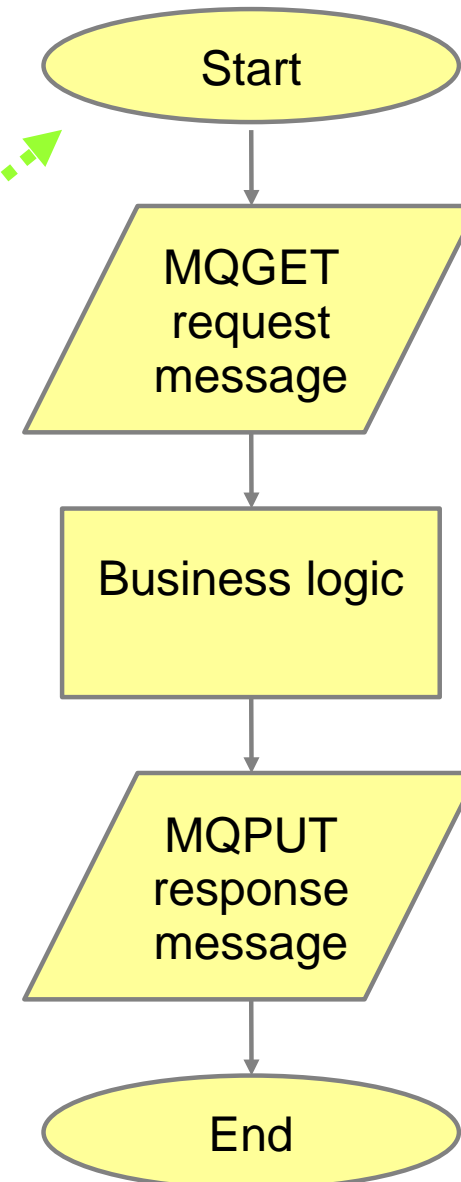 Start
MQGET
request
message
Business logic
MQPUT
response
message
End